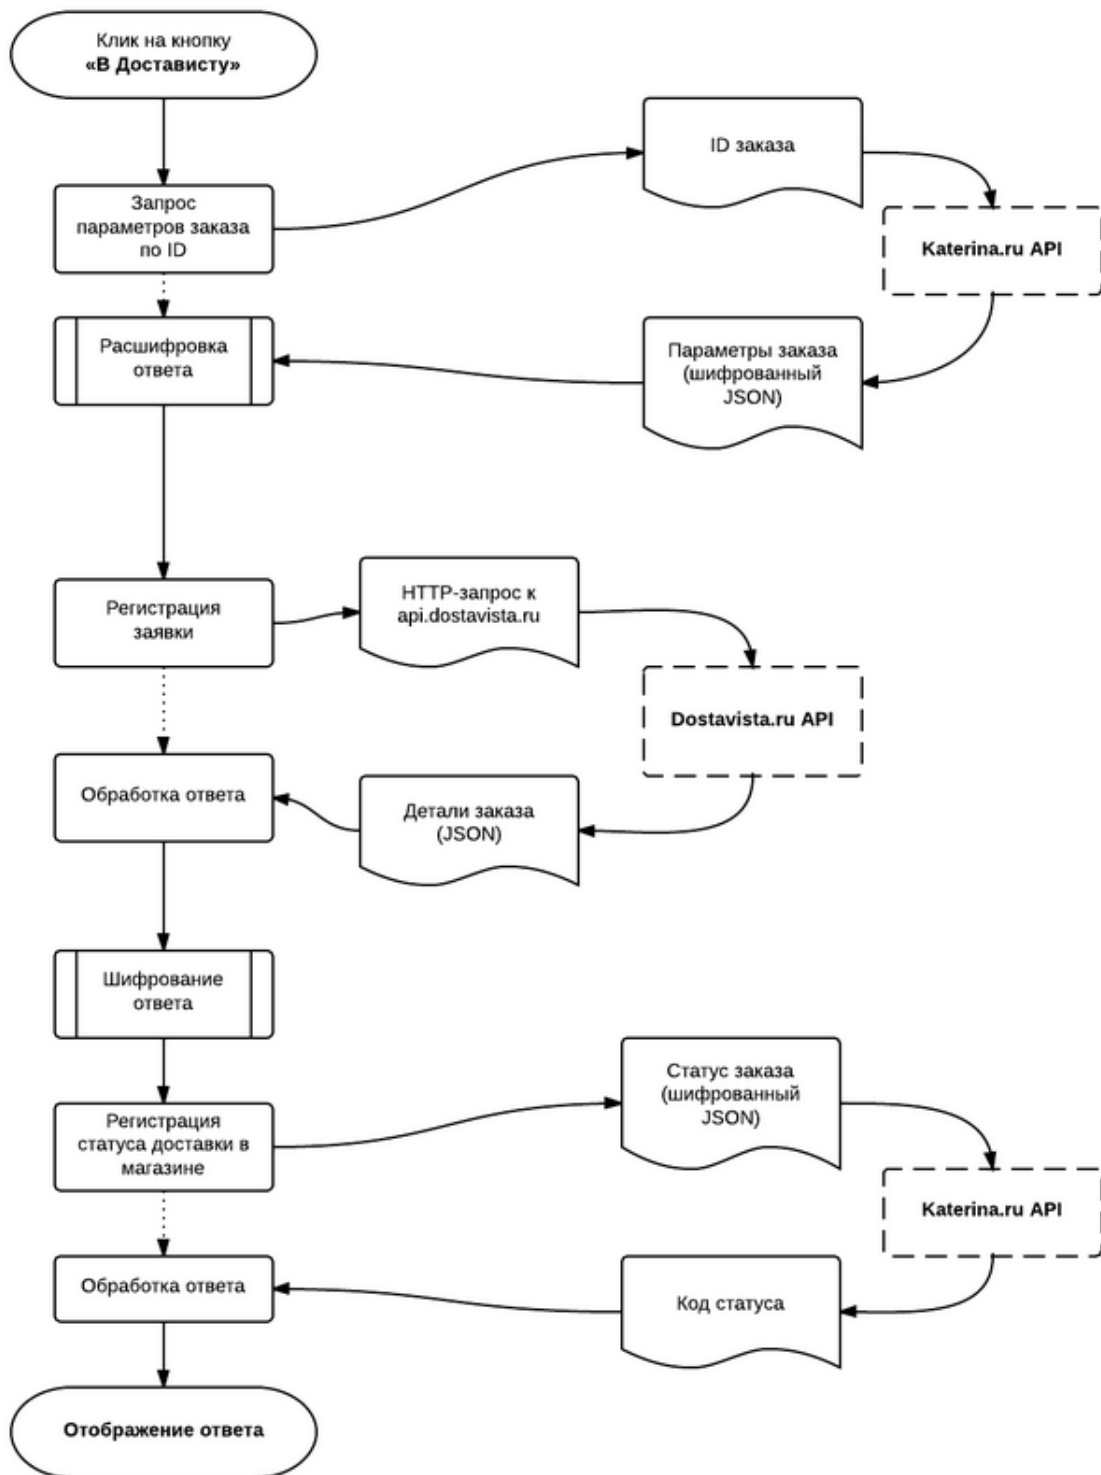 Клик на кнопку
«В Достависту»
ID заказа
Запрос
параметров заказа
по ID
Katerina.ru API
Расшифровка
ответа
Параметры заказа
(шифрованный
JSON)
Регистрация
заявки
HTTP-запрос к
api.dostavista.ru
Dostavista.ru API
Обработка ответа
Детали заказа
(JSON)
Шифрование
ответа
Статус заказа
(шифрованный
JSON)
Регистрация
статуса доставки в
магазине
Katerina.ru API
Обработка ответа
Код статуса
Отображение ответа